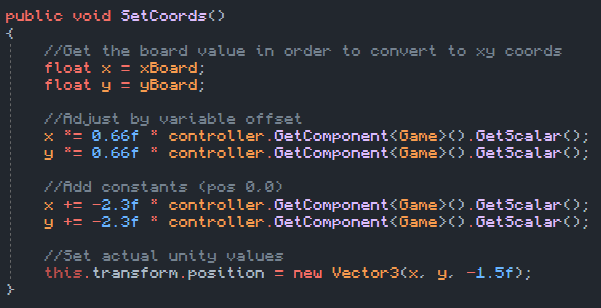 public void SetCoords()
{
//Get the board value in order to convert to xy coords
float x = xBoard;
float y = yBoard;
//Adjust by variable offset
x *= 0.66f * controller.GetComponent<Game>().GetScalar();
y *= 0.66f * controller.GetComponent<Game>().GetScalar();
//Add constants (pos 0,0)
x += -2.3f * controller.GetComponent<Game>().GetScalar();
y += -2.3f * controller.GetComponent<Game>().GetScalar();
//Set actual unity values
this.transform.position = new Vector3(x, y, -1.5f);
}